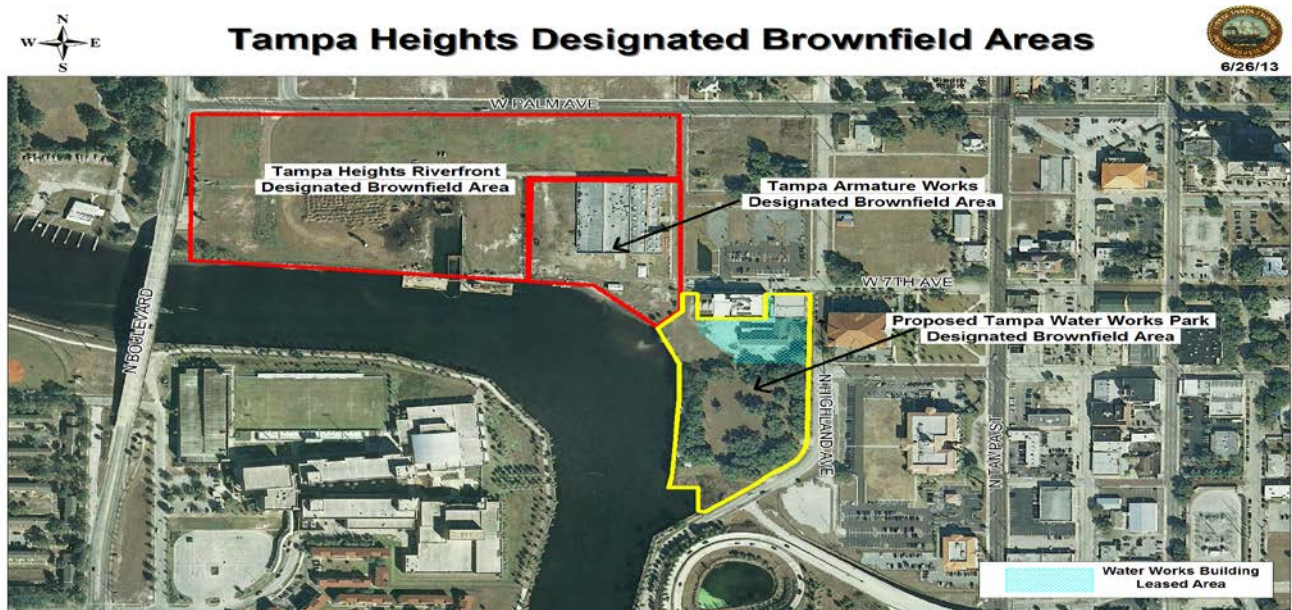 N
W E
S
Tampa Heights Designated Brownfield Areas
6/26/13
W PALM AVE
Tampa Heights Riverfront
Designated Brownfield Area
Tampa Armature Works
Designated Brownfield Area
W 7TH AVE
N BOULEVARD
Proposed Tampa Water Works Park
Designated Brownfield Area
N HIGHLAND AVE
N TAMPA ST
Water Works Building
Leased Area